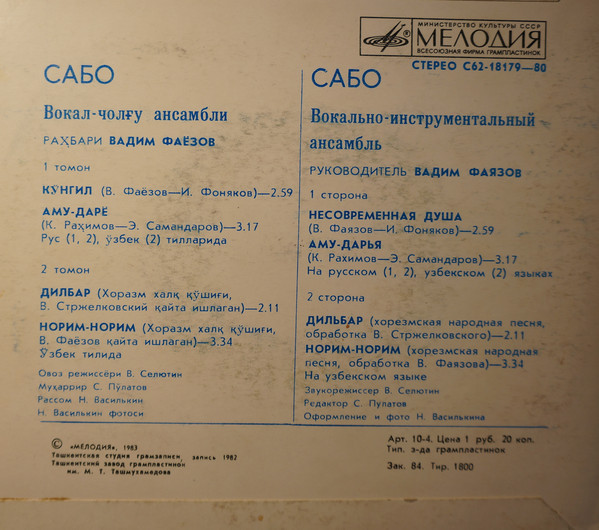 МИНИСТЕРСТВО КУЛЬТУРЫ СССР
МЕЛОДИЯ
ВСЕСОЮЗНАЯ ФИРМА ГРАМПЛАСТИНОК
СТЕРЕО С62-18179—80
САБО
Вокал-чолғу ансамбли
РАҲБАРИ ВАДИМ ФАЁЗОВ
1 томон
КЎНГИЛ (В. Фаёзов—И. Фоняков)—2.59
АМУ-ДАРЁ
(К. Раҳимов—Э. Самандаров)—3.17
Рус (1, 2), ўзбек (2) тилларида
2 томон
ДИЛБАР (Хоразм халқ қўшиғи,
В. Стржелковский қайта ишлаган)—2.11
НОРИМ-НОРИМ (Хоразм халқ қўшиғи,
В. Фаёзов қайта ишлаган)—3.34
Ўзбек тилида
Овоз режиссёри В. Селютин
Муҳаррир С. Пўлатов
Рассом Н. Василькин
Н. Василькин фотоси
САБО
Вокально-инструментальный
ансамбль
РУКОВОДИТЕЛЬ ВАДИМ ФАЯЗОВ
1 сторона
НЕСОВРЕМЕННАЯ ДУША
(В. Фаязов—И. Фоняков)—2.59
АМУ-ДАРЬЯ
(К. Рахимов—Э. Самандаров)—3.17
На русском (1, 2), узбекском (2) языках
2 сторона
ДИЛЬБАР (хорезмская народная песня,
обработка В. Стржелковского)—2.11
НОРИМ-НОРИМ (хорезмская народная
песня, обработка В. Фаязова)—3.34
На узбекском языке
Звукорежиссер В. Селютин
Редактор С. Пулатов
Оформление и фото Н. Василькина
© «МЕЛОДИЯ», 1983
Ташкентская студия грамзаписи, запись 1982
Ташкентский завод грампластинок
им. М. Т. Ташмухамедова
Арт. 10-4. Цена 1 руб. 20 коп.
Тип. з-да грампластинок
Зак. 84. Тир. 1800